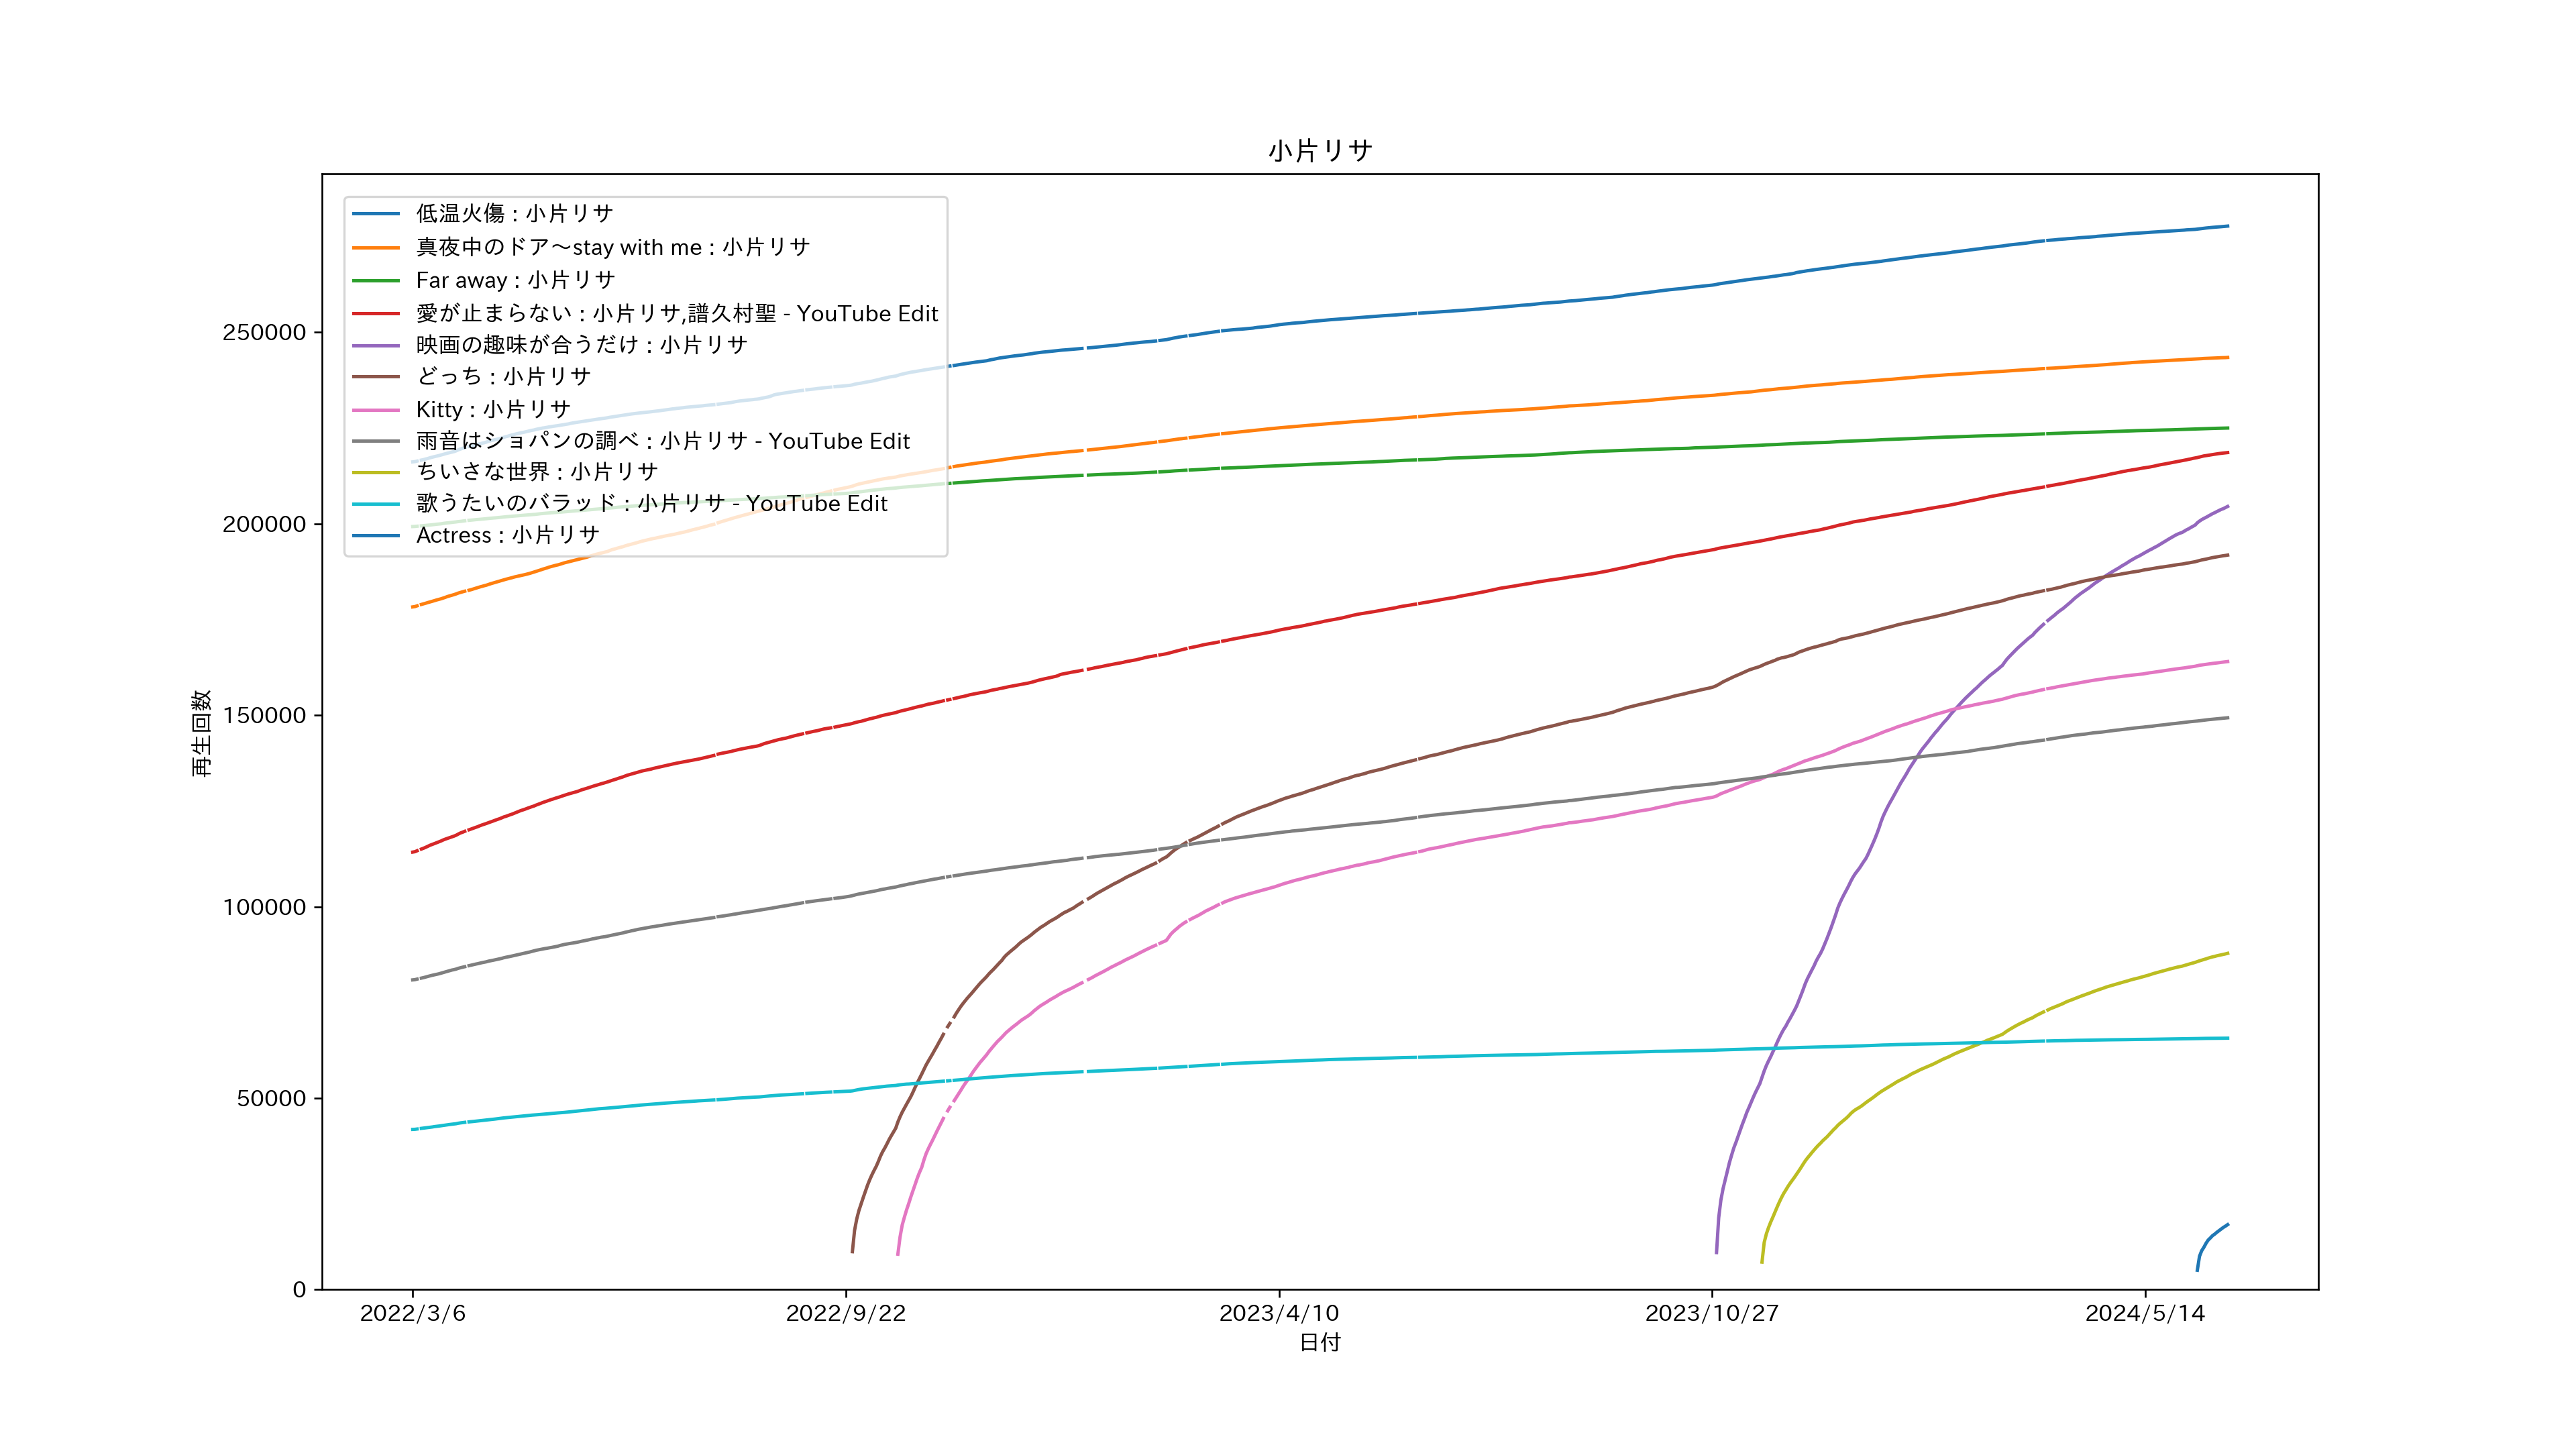 小片リサ
低温火傷 : 小片リサ
真夜中のドア～stay with me : 小片リサ
Far away : 小片リサ
愛が止まらない : 小片リサ,譜久村聖 - YouTube Edit
映画の趣味が合うだけ : 小片リサ
どっち : 小片リサ
Kitty : 小片リサ
雨音はショパンの調べ : 小片リサ - YouTube Edit
ちいさな世界 : 小片リサ
歌うたいのバラッド : 小片リサ - YouTube Edit
Actress : 小片リサ
再生回数
250000
200000
150000
100000
50000
0
2022/3/6
2022/9/22
2023/4/10
2023/10/27
2024/5/14
日付